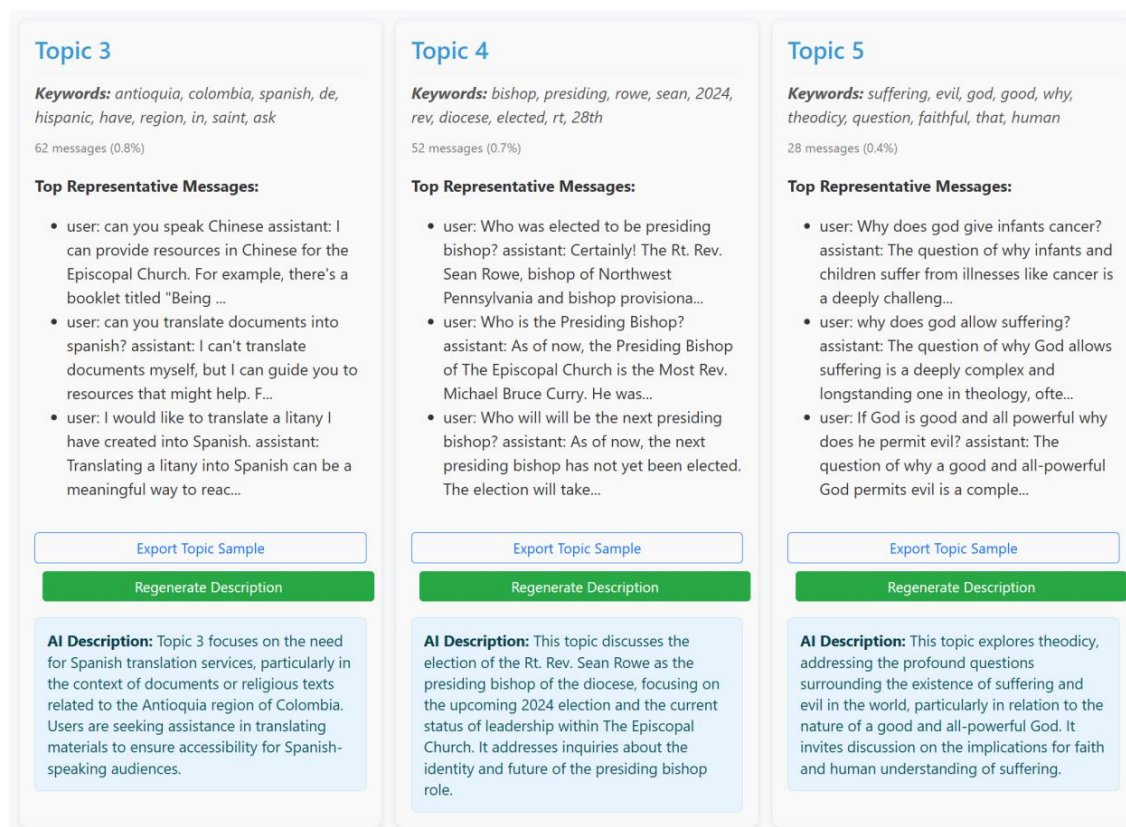 Topic 3
Keywords: antioquia, colombia, spanish, de,
hispanic, have, region, in, saint, ask
62 messages (0.8%)
Top Representative Messages:
• user: can you speak Chinese assistant: I
can provide resources in Chinese for the
Episcopal Church. For example, there's a
booklet titled "Being ...
• user: can you translate documents into
spanish? assistant: I can't translate
documents myself, but I can guide you to
resources that might help. F...
• user: I would like to translate a litany I
have created into Spanish. assistant:
Translating a litany into Spanish can be a
meaningful way to reac...
Export Topic Sample
Regenerate Description
AI Description: Topic 3 focuses on the need
for Spanish translation services, particularly in
the context of documents or religious texts
related to the Antioquia region of Colombia.
Users are seeking assistance in translating
materials to ensure accessibility for Spanish-
speaking audiences.
Topic 4
Keywords: bishop, presiding, rowe, sean, 2024,
rev, diocese, elected, rt, 28th
52 messages (0.7%)
Top Representative Messages:
• user: Who was elected to be presiding
bishop? assistant: Certainly! The Rt. Rev.
Sean Rowe, bishop of Northwest
Pennsylvania and bishop provisiona...
• user: Who is the Presiding Bishop?
assistant: As of now, the Presiding Bishop
of The Episcopal Church is the Most Rev.
Michael Bruce Curry. He was...
• user: Who will will be the next presiding
bishop? assistant: As of now, the next
presiding bishop has not yet been elected.
The election will take...
Export Topic Sample
Regenerate Description
AI Description: This topic discusses the
election of the Rt. Rev. Sean Rowe as the
presiding bishop of the diocese, focusing on
the upcoming 2024 election and the current
status of leadership within The Episcopal
Church. It addresses inquiries about the
identity and future of the presiding bishop
role.
Topic 5
Keywords: suffering, evil, god, good, why,
theodicy, question, faithful, that, human
28 messages (0.4%)
Top Representative Messages:
• user: Why does god give infants cancer?
assistant: The question of why infants and
children suffer from illnesses like cancer is
a deeply challeng...
• user: why does god allow suffering?
assistant: The question of why God allows
suffering is a deeply complex and
longstanding one in theology, ofte...
• user: If God is good and all powerful why
does he permit evil? assistant: The
question of why a good and all-powerful
God permits evil is a comple...
Export Topic Sample
Regenerate Description
AI Description: This topic explores theodicy,
addressing the profound questions
surrounding the existence of suffering and
evil in the world, particularly in relation to the
nature of a good and all-powerful God. It
invites discussion on the implications for faith
and human understanding of suffering.